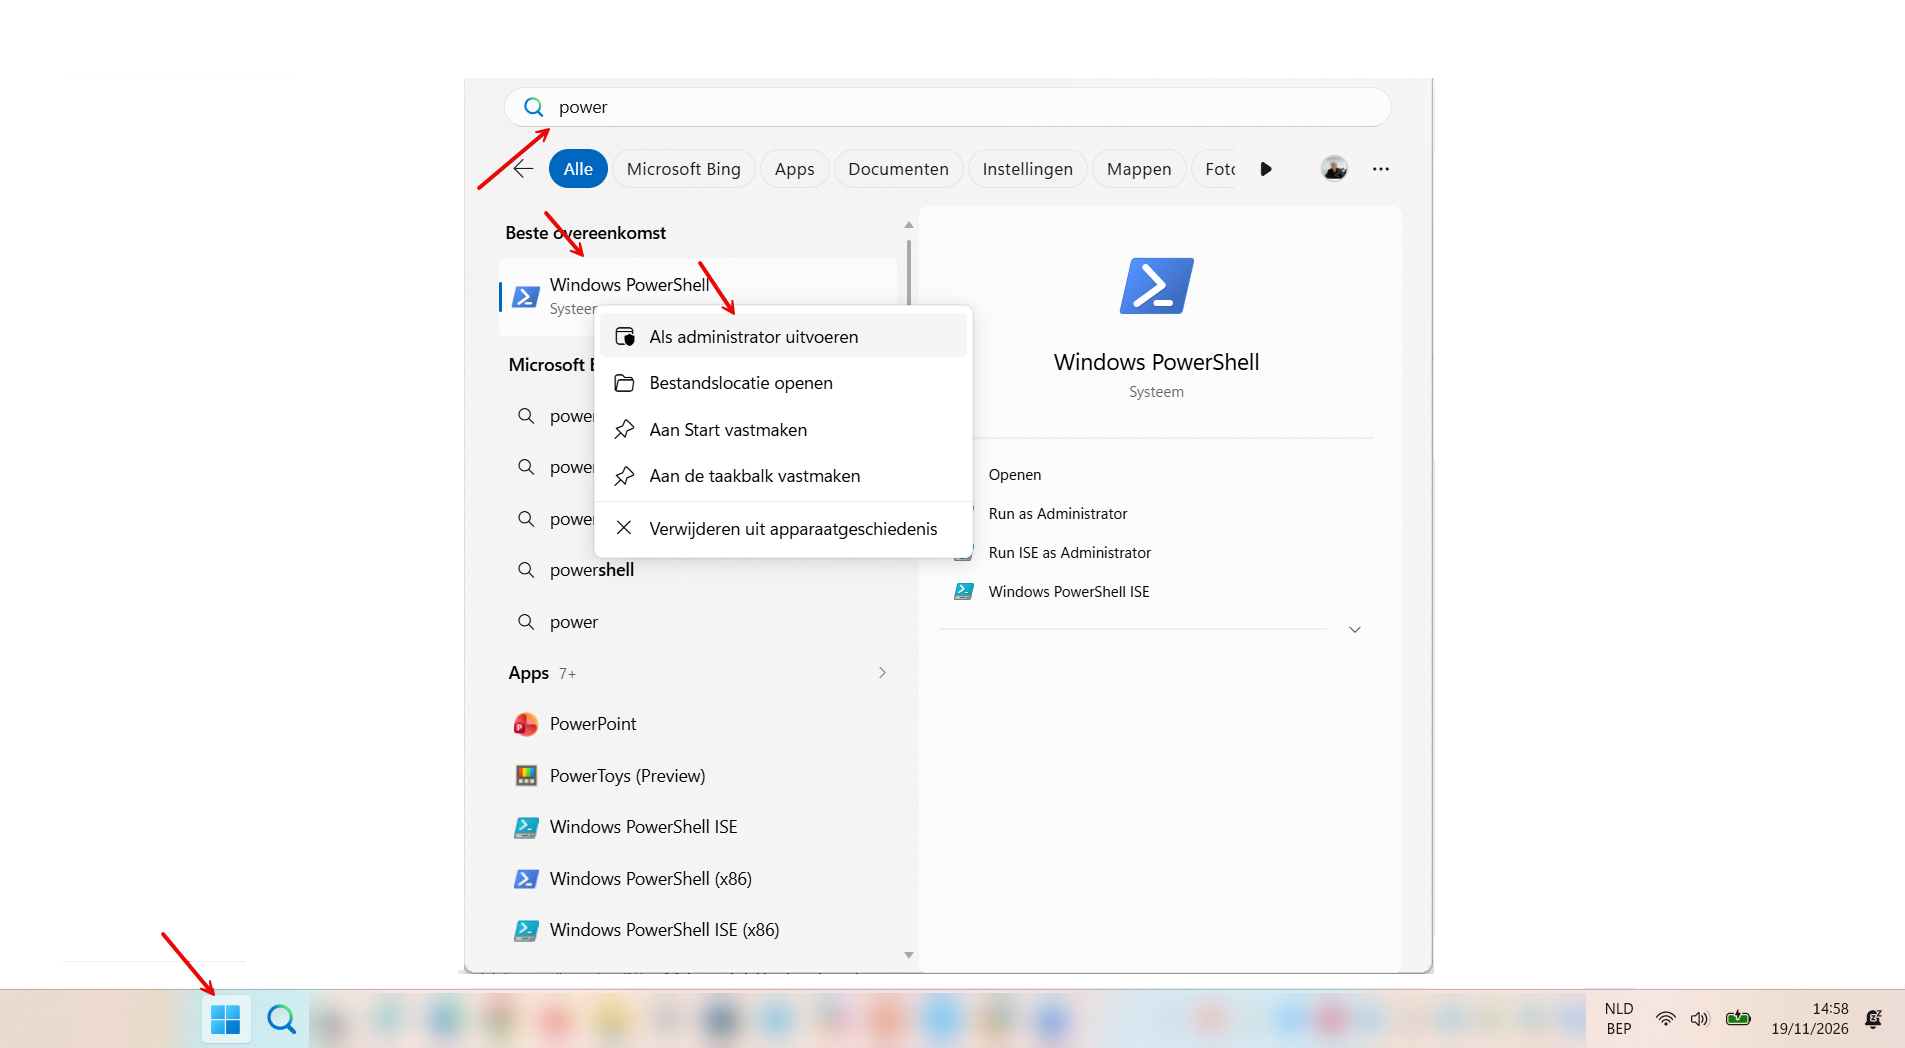 power
Alle
Microsoft Bing
Apps
Documenten
Instellingen
Mappen
Beste overeenkomst
Windows PowerShell
Als administrator uitvoeren
Bestandslocatie openen
Aan Start vastmaken
Aan de taakbalk vastmaken
Verwijderen uit apparaatgeschiedenis
Microsoft
powershell
power
Apps 7+
PowerPoint
PowerToys (Preview)
Windows PowerShell ISE
Windows PowerShell (x86)
Windows PowerShell ISE (x86)
Windows PowerShell
Systeem
Openen
Run as Administrator
Run ISE as Administrator
Windows PowerShell ISE
NLD
BEP
14:58
19/11/2026